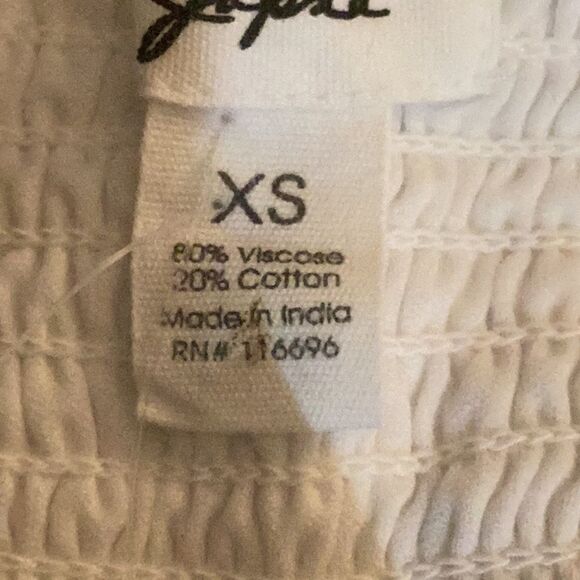 XS
80% Viscose
20% Cotton
Made in India
RN# 116696